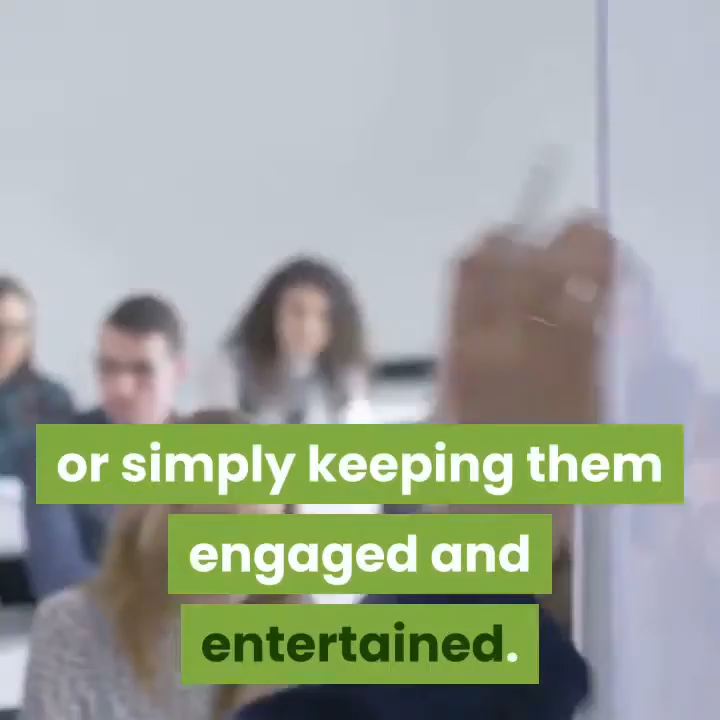 or simply keeping them
engaged and
entertained.